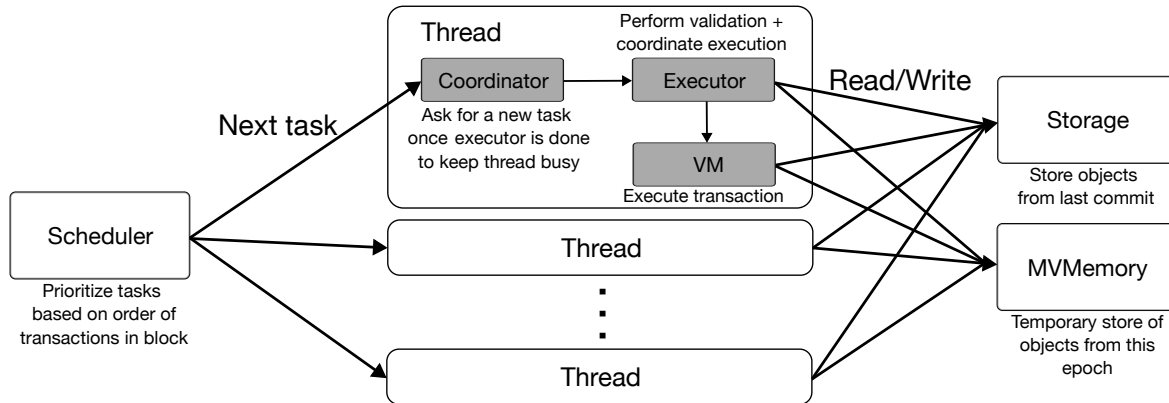 Perform validation +
coordinate execution
Thread
Coordinator
Executor
Read/Write
Ask for a new task
once executor is done
to keep thread busy
Next task
VM
Execute transaction
Storage
Store objects
from last commit
Scheduler
Prioritize tasks
based on order of
transactions in block
Thread
MVMemory
Temporary store of
objects from this
epoch
Thread